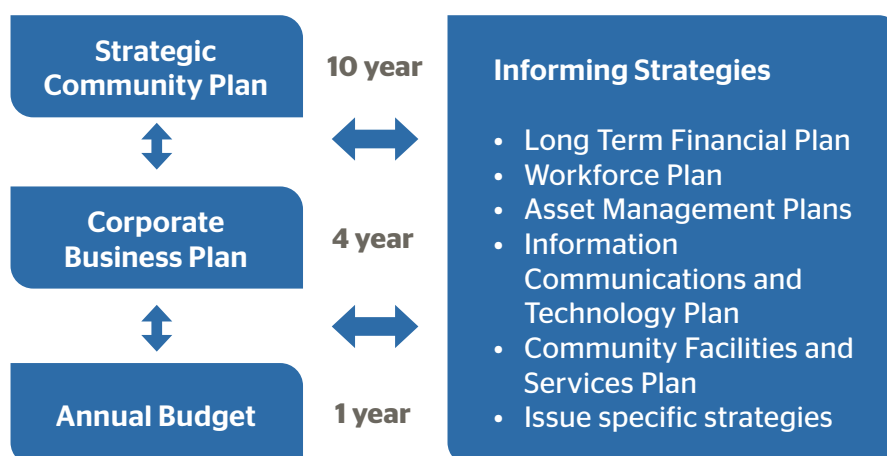 Strategic
Community Plan
10 year
Corporate
Business Plan
4 year
Annual Budget
1 year
Informing Strategies
• Long Term Financial Plan
• Workforce Plan
• Asset Management Plans
• Information
Communications and
Technology Plan
• Community Facilities and
Services Plan
• Issue specific strategies